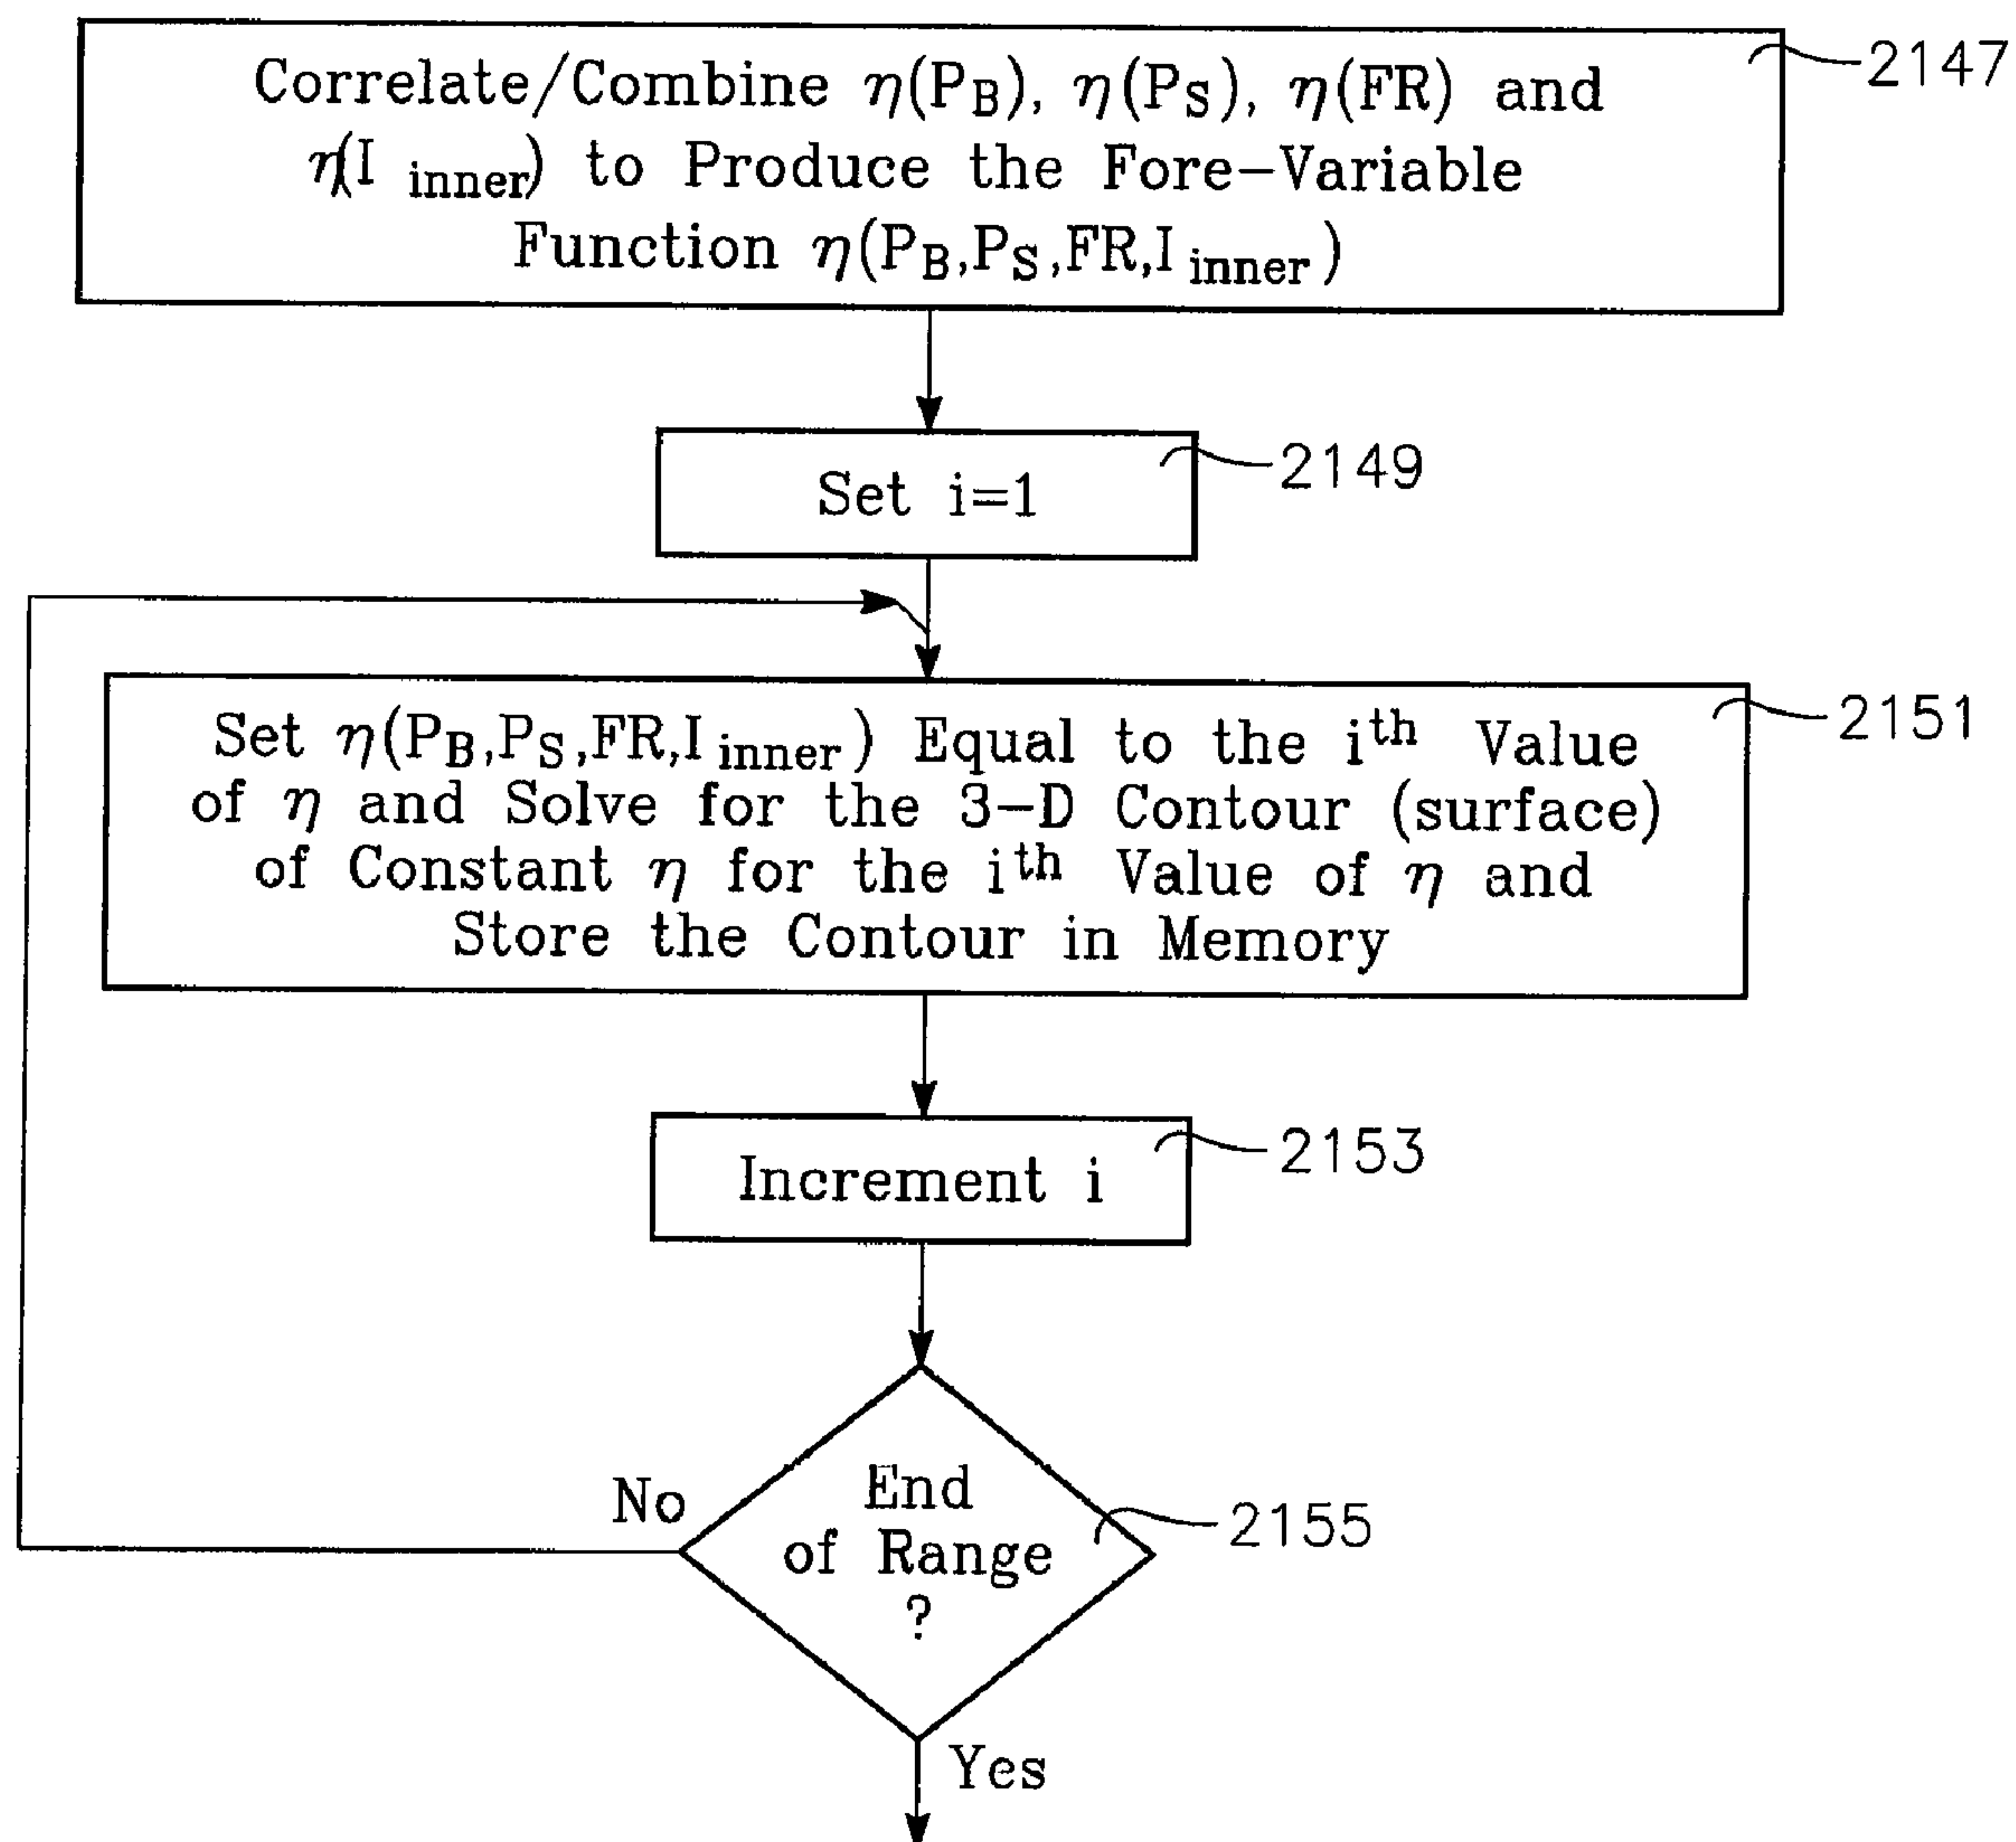 Correlate/Combine η(P_B), η(P_S), η(FR) and
η(I inner) to Produce the Fore-Variable
Function η(P_B,P_S,FR,I inner)
2147
Set i=1
2149
Set η(P_B,P_S,FR,I inner) Equal to the i^th Value
of η and Solve for the 3-D Contour (surface)
of Constant η for the i^th Value of η and
Store the Contour in Memory
2151
Increment i
2153
End
of Range
?
2155
No
Yes